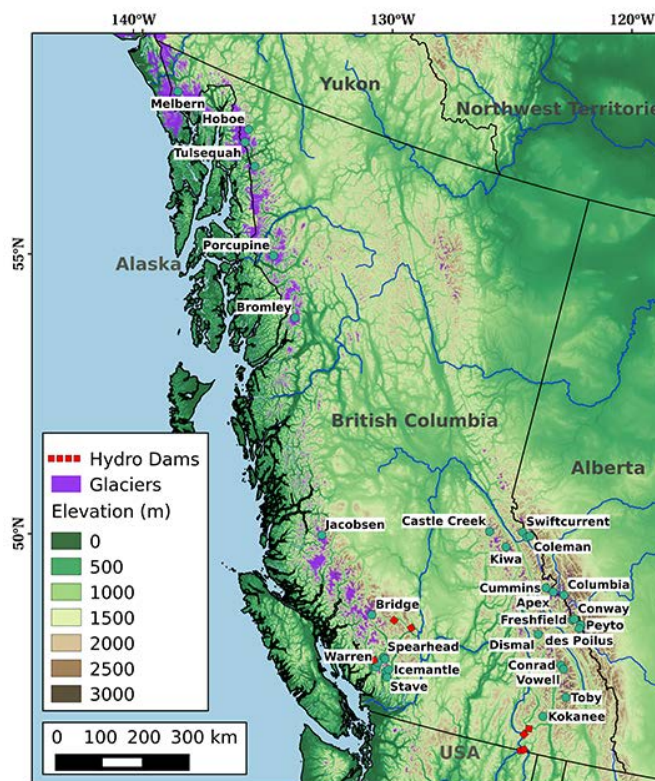 140°W
130°W
120°W
Yukon
Northwest Territorie
Melbern
Hoboe
Tulsequah
55°N
Alaska
Porcupine
Bromley
British Columbia
Alberta
Hydro Dams
Glaciers
Elevation (m)
0
500
1000
1500
2000
2500
3000
50°N
Jacobsen
Castle Creek
Swiftcurrent
Kiwa
Coleman
Cummins
Columbia
Apex
Conway
Bridge
Freshfield
Peyto
des Poilus
Dismal
Warren
Spearhead
Icemantle
Stave
Conrad
Vowell
Toby
Kokanee
USA
0 100 200 300 km